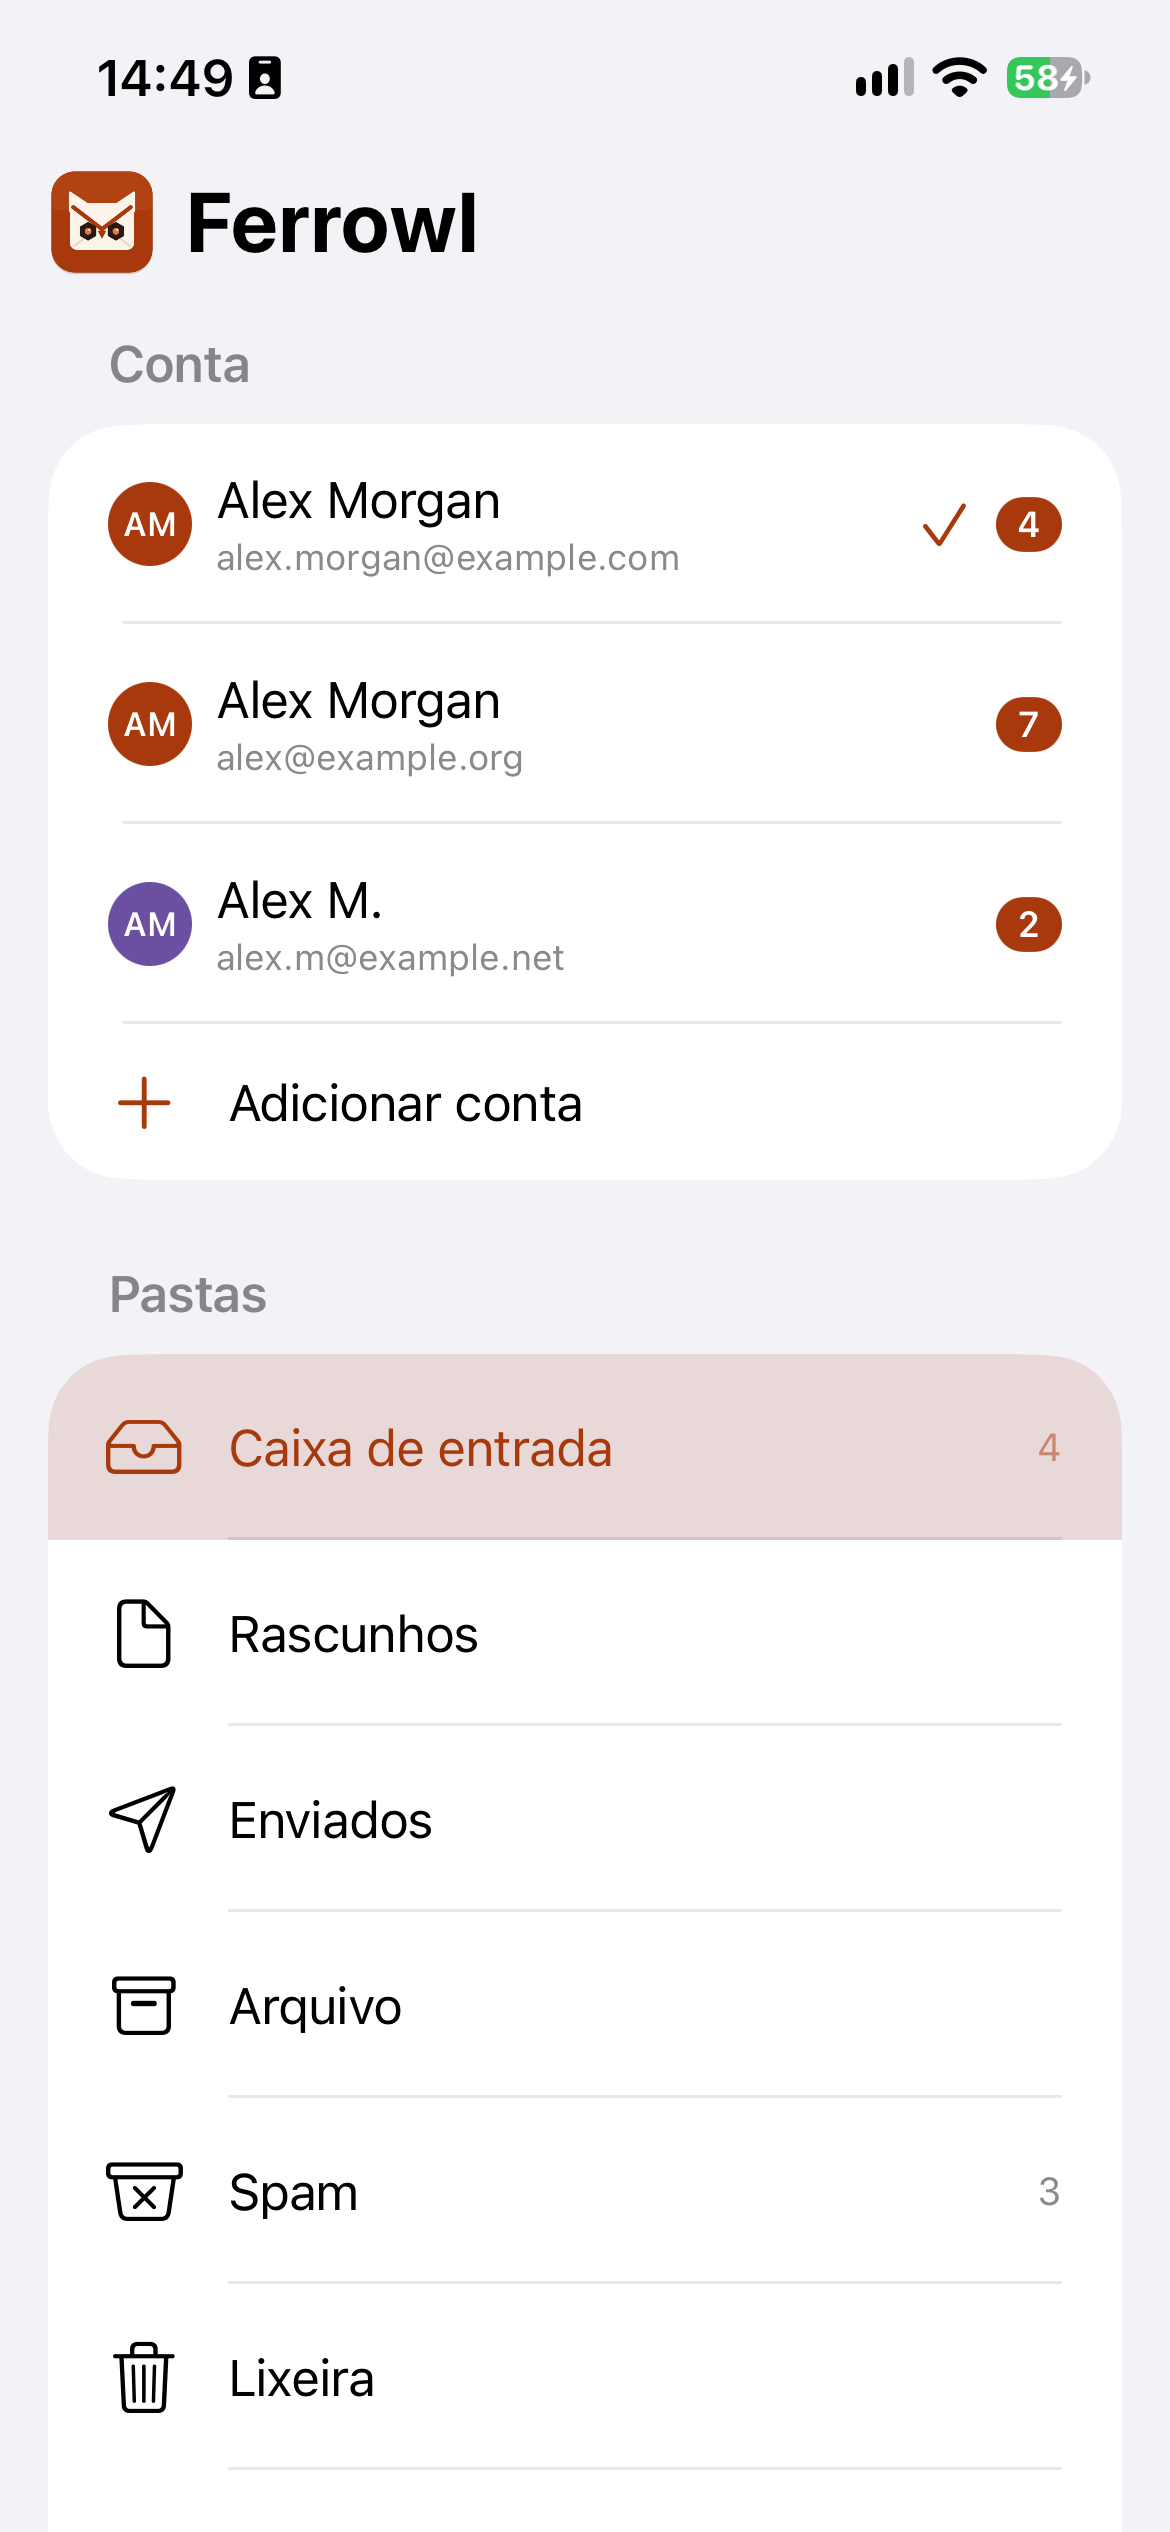 14:49
58
Ferrowl
Conta
AM
Alex Morgan
alex.morgan@example.com
4
AM
Alex Morgan
alex@example.org
7
AM
Alex M.
alex.m@example.net
2
Adicionar conta
Pastas
Caixa de entrada
4
Rascunhos
Enviados
Arquivo
Spam
3
Lixeira